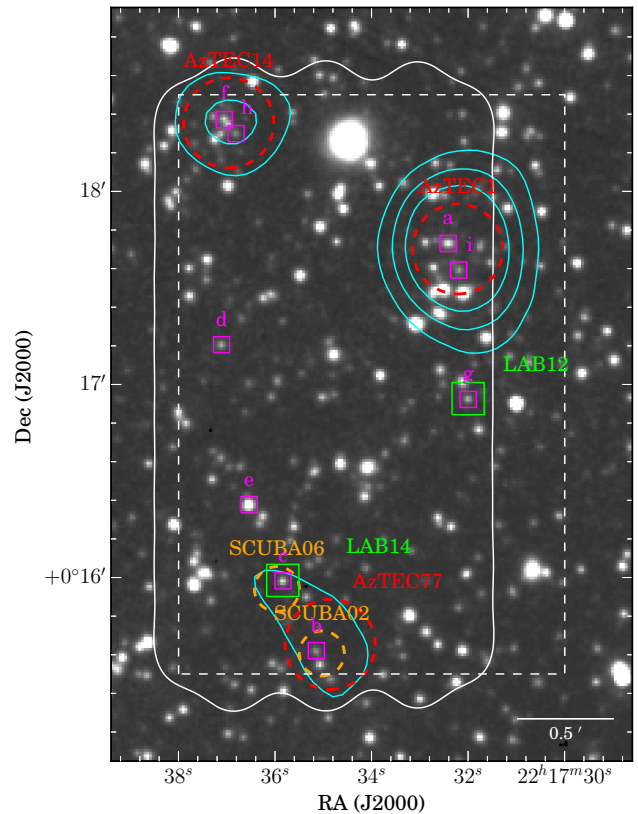 AzTEC14
f
h
18′
AzTEC1
a
i
d
Dec (J2000)
17′
LAB12
g
e
SCUBA06
LAB14
c
+0°16′
AzTEC77
SCUBA02
b
0.5 ′
38ˢ 36ˢ 34ˢ 32ˢ 22ʰ17ᵐ30ˢ
RA (J2000)